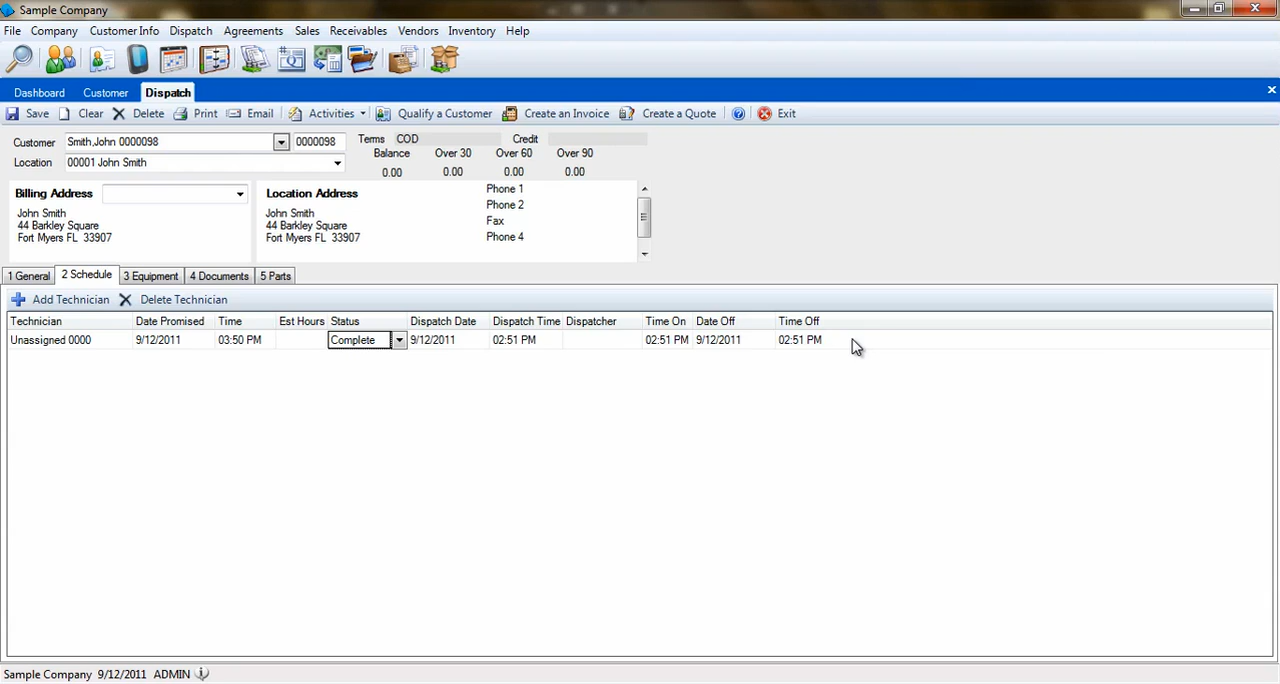 Sample Company
File Company Customer Info Dispatch Agreements Sales Receivables Vendors Inventory Help
Dashboard Customer Dispatch
Save Clear Delete Print Email Activities Qualify a Customer Create an Invoice Create a Quote Exit
Customer Smith,John 0000098 0000098 Terms COD Credit
Location 00001 John Smith Balance Over 30 Over 60 Over 90
0.00 0.00 0.00 0.00
Billing Address Location Address Phone 1
John Smith John Smith Phone 2
44 Barkley Square 44 Barkley Square Fax
Fort Myers FL 33907 Fort Myers FL 33907 Phone 4
1 General 2 Schedule 3 Equipment 4 Documents 5 Parts
Add Technician Delete Technician
Technician Date Promised Time Est Hours Status Dispatch Date Dispatch Time Dispatcher Time On Date Off Time Off
Unassigned 0000 9/12/2011 03:50 PM Complete 9/12/2011 02:51 PM 02:51 PM 9/12/2011 02:51 PM
Sample Company 9/12/2011 ADMIN